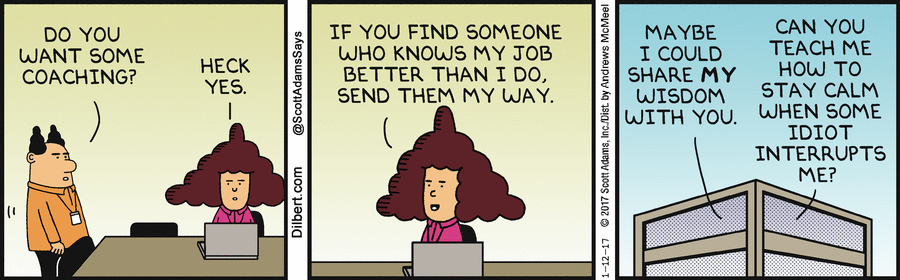 DO YOU
WANT SOME
COACHING?
HECK
YES.
Dilbert.com @ScottAdamsSays
IF YOU FIND SOMEONE
WHO KNOWS MY JOB
BETTER THAN I DO,
SEND THEM MY WAY.
1-12-17 © 2017 Scott Adams, Inc./Dist. by Andrews McMeel
MAYBE
I COULD
SHARE MY
WISDOM
WITH YOU.
CAN YOU
TEACH ME
HOW TO
STAY CALM
WHEN SOME
IDIOT
INTERRUPTS
ME?